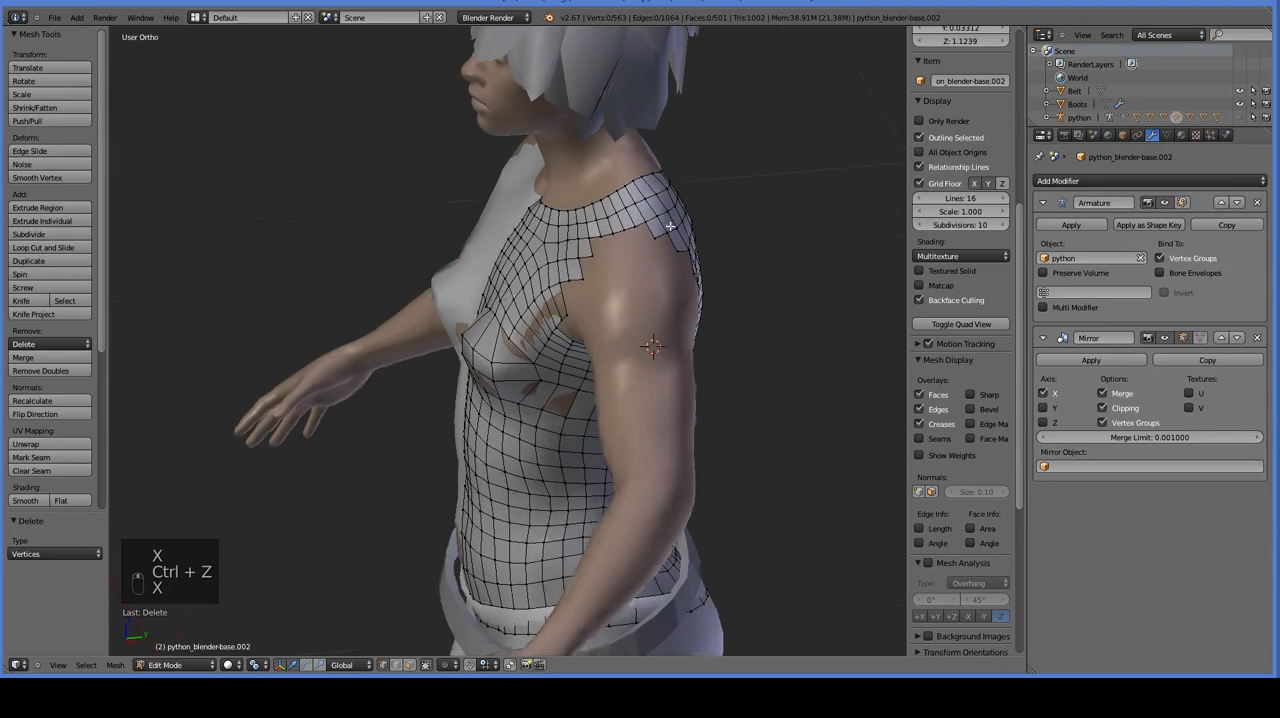 File Add Render Window Help Default Scene Blender Render v2.67 | Verts:0/563 | Edges:0/1064 | Faces:0/501 | Tris:1002 | Mem:38.91M (21.38M) | python_blender-base.002
Mesh Tools
Transform:
Translate
Rotate
Scale
Shrink/Fatten
Push/Pull
Deform:
Edge Slide
Noise
Smooth Vertex
Add:
Extrude Region
Extrude Individual
Subdivide
Loop Cut and Slide
Duplicate
Spin
Screw
Knife Select
Knife Project
Remove:
Delete
Merge
Remove Doubles
Normals:
Recalculate
Flip Direction
UV Mapping:
Unwrap
Mark Seam
Clear Seam
Shading:
Smooth Flat
Delete
Type
Vertices
User Ortho
X
Ctrl + Z
X
Last: Delete
z
y
(2) python_blender-base.002
View Select Mesh Edit Mode Global
Y: 0.03312
Z: 1.1239
Item
on_blender-base.002
Display
Only Render
Outline Selected
All Object Origins
Relationship Lines
Grid Floor X Y Z
Lines: 16
Scale: 1.000
Subdivisions: 10
Shading:
Multitexture
Textured Solid
Matcap
Backface Culling
Toggle Quad View
Motion Tracking
Mesh Display
Overlays:
Faces Sharp
Edges Bevel
Creases Edge Ma
Seams Face Ma
Show Weights
Normals:
Size: 0.10
Edge Info: Face Info:
Length Area
Angle Angle
Mesh Analysis
Type: Overhang
0° 45°
+X +Y +Z -X -Y -Z
Background Images
Transform Orientations
View Search All Scenes
Scene
RenderLayers |
World
Belt |
Boots |
python |
python_blender-base.002
Add Modifier
Armature
Apply Apply as Shape Key Copy
Object: Bind To:
python Vertex Groups
Preserve Volume Bone Envelopes
Invert
Multi Modifier
Mirror
Apply Copy
Axis: Options: Textures:
X Merge U
Y Clipping V
Z Vertex Groups
Merge Limit: 0.001000
Mirror Object: